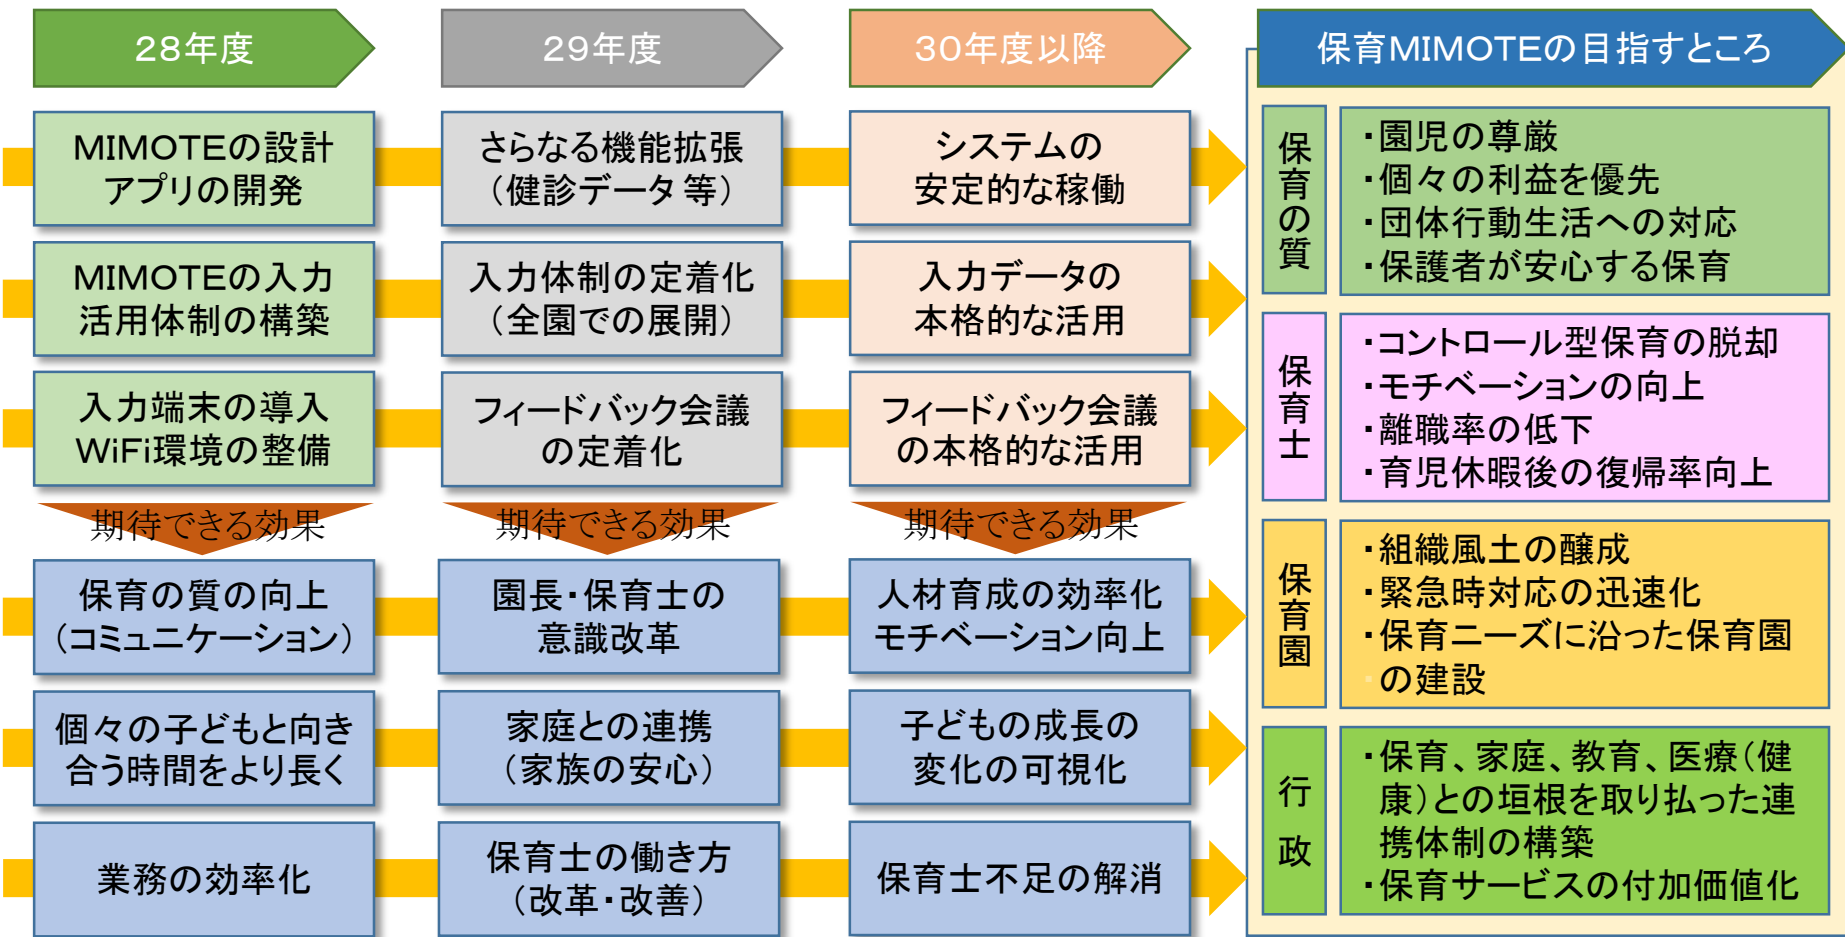 28年度
29年度
30年度以降
保育MIMOTEの目指すところ
MIMOTEの設計
アプリの開発
さらなる機能拡張
(健診データ等)
システムの
安定的な稼働
MIMOTEの入力
活用体制の構築
入力体制の定着化
(全園での展開)
入力データの
本格的な活用
入力端末の導入
WiFi環境の整備
フィードバック会議
の定着化
フィードバック会議
の本格的な活用
期待できる効果
期待できる効果
期待できる効果
保育の質の向上
(コミュニケーション)
園長・保育士の
意識改革
人材育成の効率化
モチベーション向上
個々の子どもと向き
合う時間をより長く
家庭との連携
(家族の安心)
子どもの成長の
変化の可視化
業務の効率化
保育士の働き方
(改革・改善)
保育士不足の解消
保育の質
・園児の尊厳
・個々の利益を優先
・団体行動生活への対応
・保護者が安心する保育
保育士
・コントロール型保育の脱却
・モチベーションの向上
・離職率の低下
・育児休暇後の復帰率向上
保育園
・組織風土の醸成
・緊急時対応の迅速化
・保育ニーズに沿った保育園
・の建設
行政
・保育、家庭、教育、医療(健
康)との垣根を取り払った連
携体制の構築
・保育サービスの付加価値化